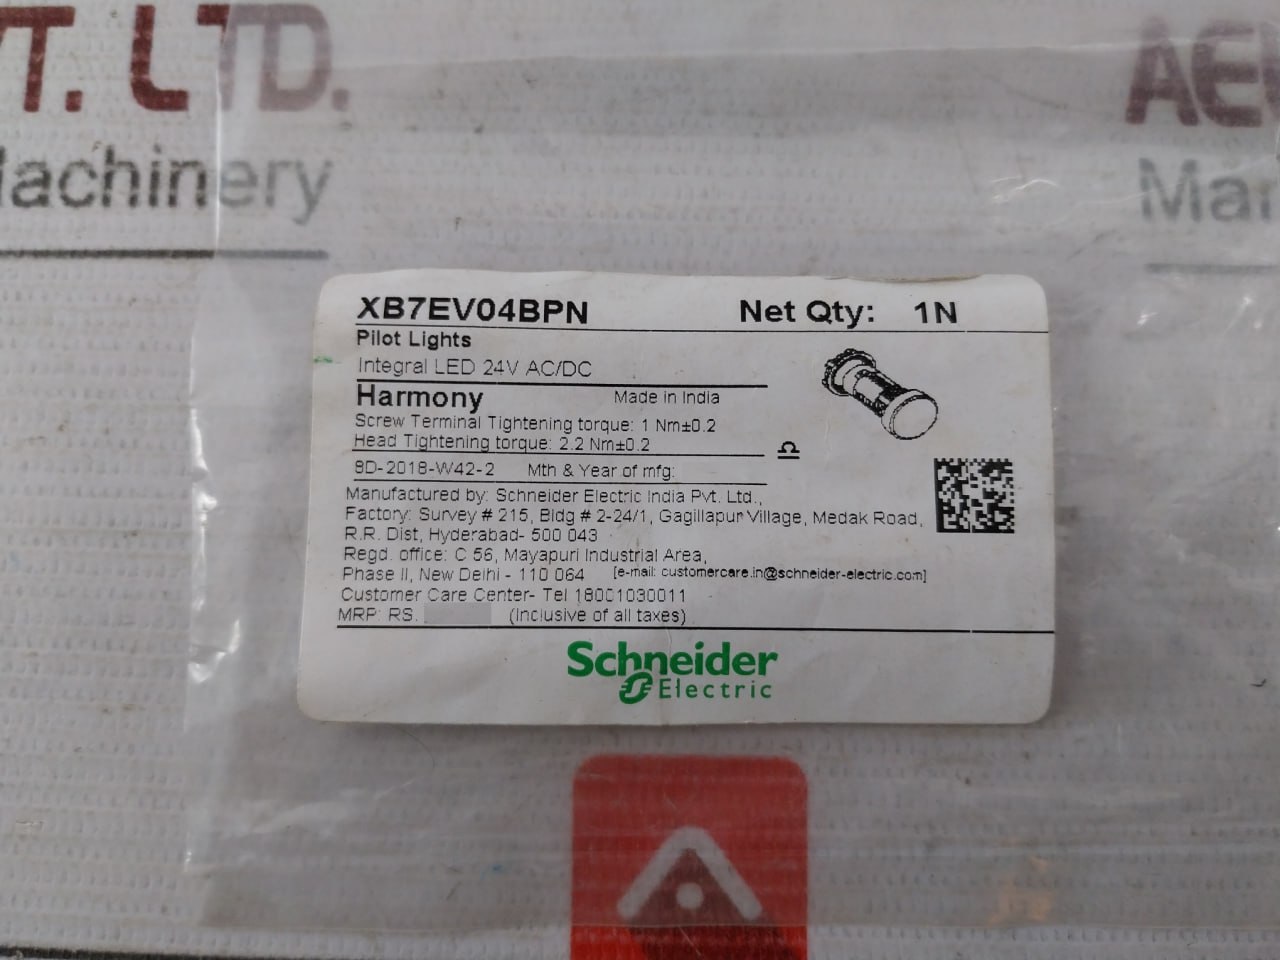 T. LTD.
Machinery
XB7EV04BPN Net Qty: 1N
Pilot Lights
Integral LED 24V AC/DC
Harmony Made in India
Screw Terminal Tightening torque: 1 Nm±0.2
Head Tightening torque: 2.2 Nm±0.2
8D-2018-W42-2 Mth & Year of mfg:
Manufactured by: Schneider Electric India Pvt. Ltd.,
Factory: Survey # 215, Bldg # 2-24/1, Gagillapur Village, Medak Road,
R.R. Dist, Hyderabad- 500 043
Regd. office: C 56, Mayapuri Industrial Area,
Phase II, New Delhi - 110 064 [e-mail: customercare.in@schneider-electric.com]
Customer Care Center- Tel 18001030011
MRP: RS. (Inclusive of all taxes)
Schneider
Electric